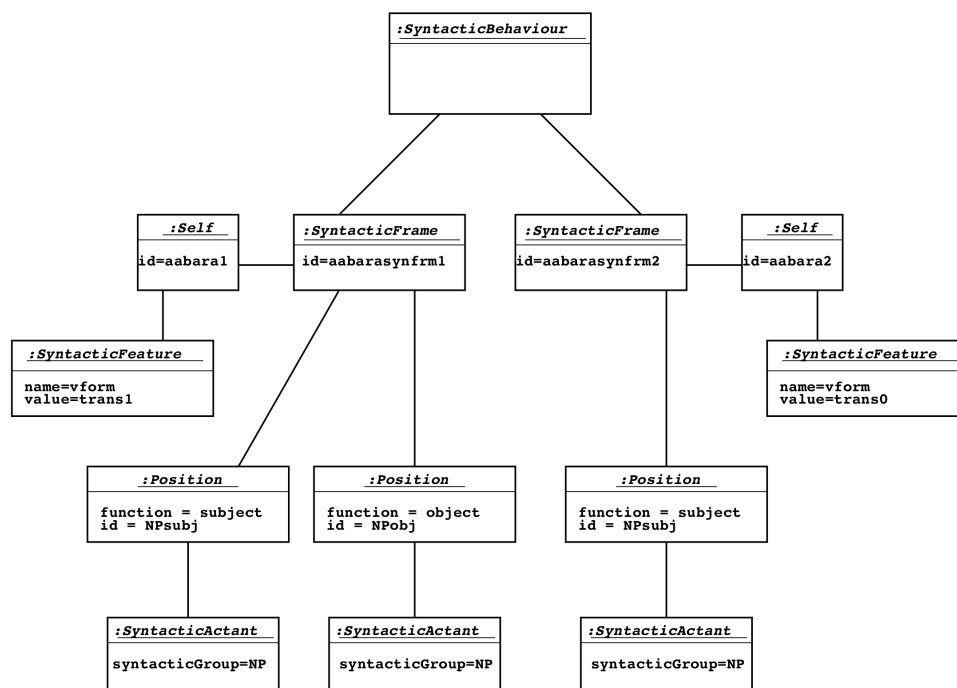 :SyntacticBehaviour
:Self
id=aabara1
:SyntacticFrame
id=aabarasynfrm1
:SyntacticFrame
id=aabarasynfrm2
:Self
id=aabara2
:SyntacticFeature
name=vform
value=trans1
:SyntacticFeature
name=vform
value=trans0
:Position
function = subject
id = NPsubj
:Position
function = object
id = NPobj
:Position
function = subject
id = NPsubj
:SyntacticActant
syntacticGroup=NP
:SyntacticActant
syntacticGroup=NP
:SyntacticActant
syntacticGroup=NP